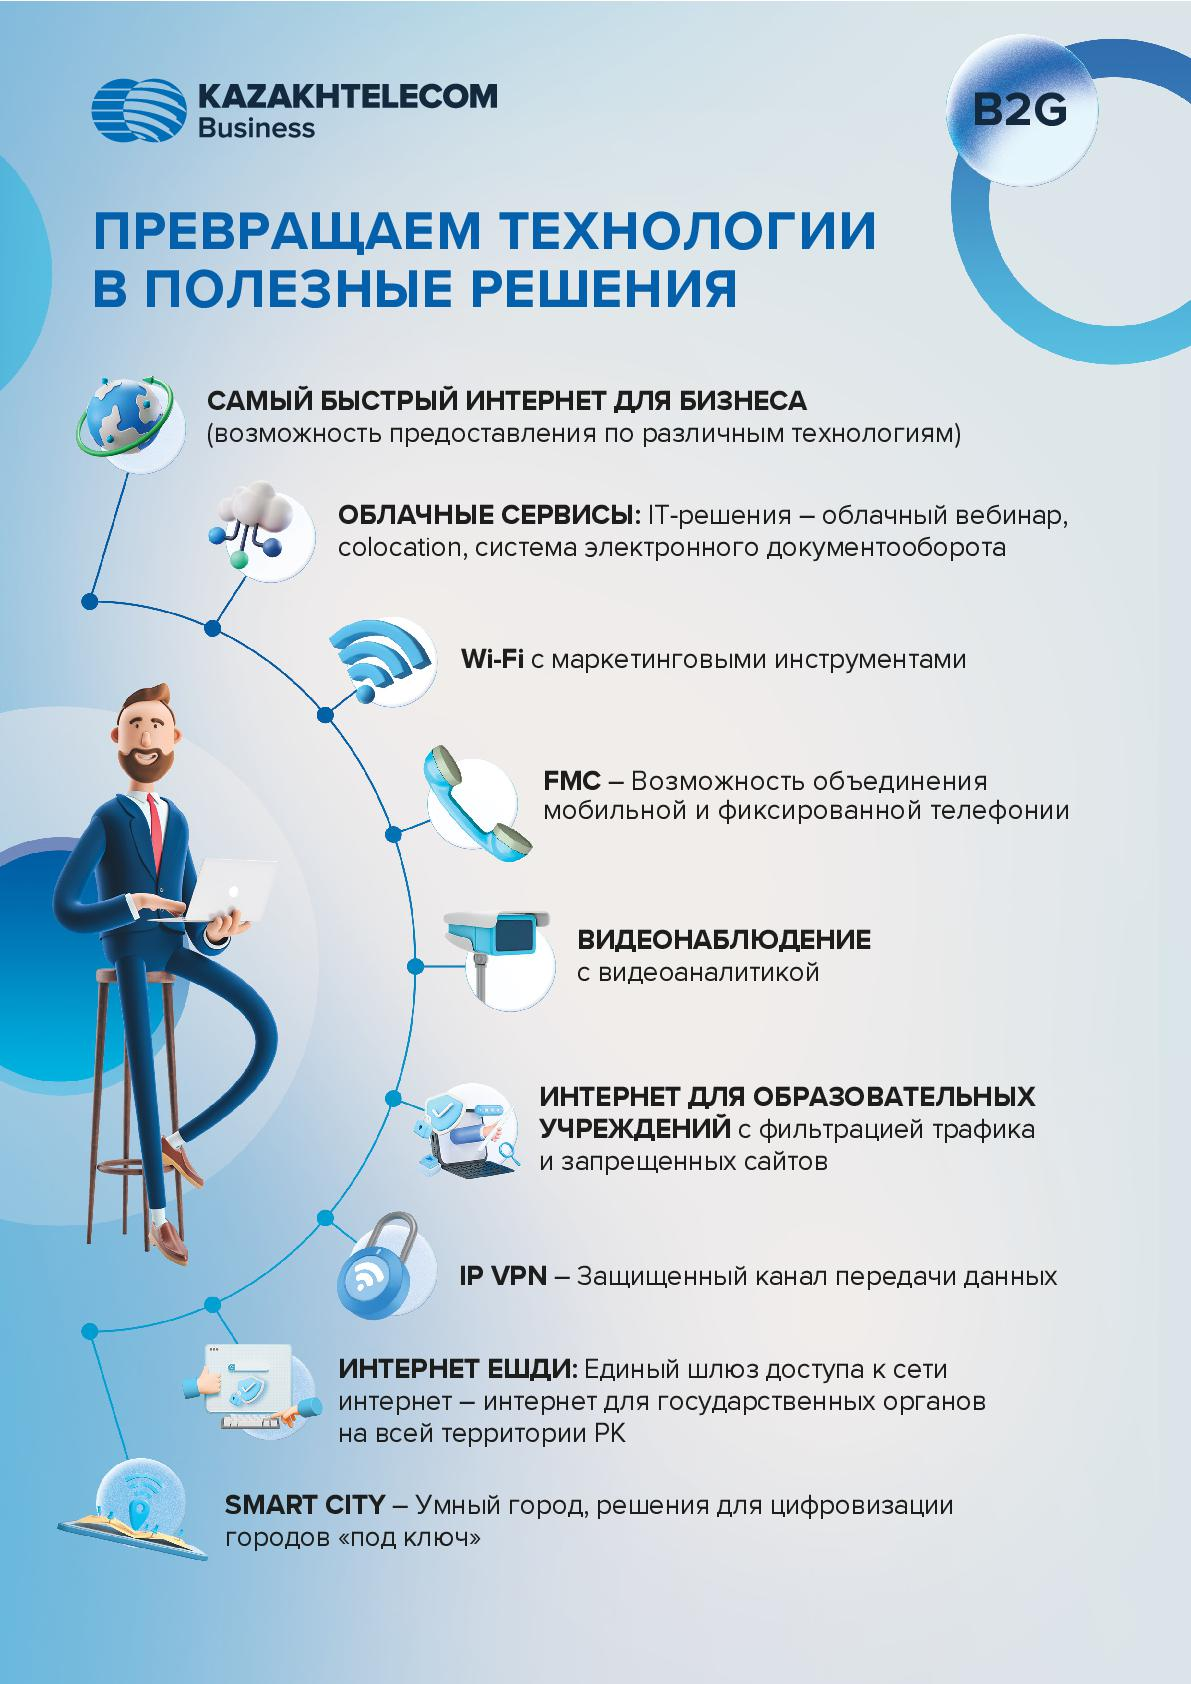 KAZAKHTELECOM
Business
B2G
ПРЕВРАЩАЕМ ТЕХНОЛОГИИ
В ПОЛЕЗНЫЕ РЕШЕНИЯ
САМЫЙ БЫСТРЫЙ ИНТЕРНЕТ ДЛЯ БИЗНЕСА
(возможность предоставления по различным технологиям)
ОБЛАЧНЫЕ СЕРВИСЫ: IT-решения – облачный вебинар,
colocation, система электронного документооборота
Wi-Fi с маркетинговыми инструментами
FMC – Возможность объединения
мобильной и фиксированной телефонии
ВИДЕОНАБЛЮДЕНИЕ
с видеоаналитикой
ИНТЕРНЕТ ДЛЯ ОБРАЗОВАТЕЛЬНЫХ
УЧРЕЖДЕНИЙ с фильтрацией трафика
и запрещенных сайтов
IP VPN – Защищенный канал передачи данных
ИНТЕРНЕТ ЕШДИ: Единый шлюз доступа к сети
интернет – интернет для государственных органов
на всей территории РК
SMART CITY – Умный город, решения для цифровизации
городов «под ключ»